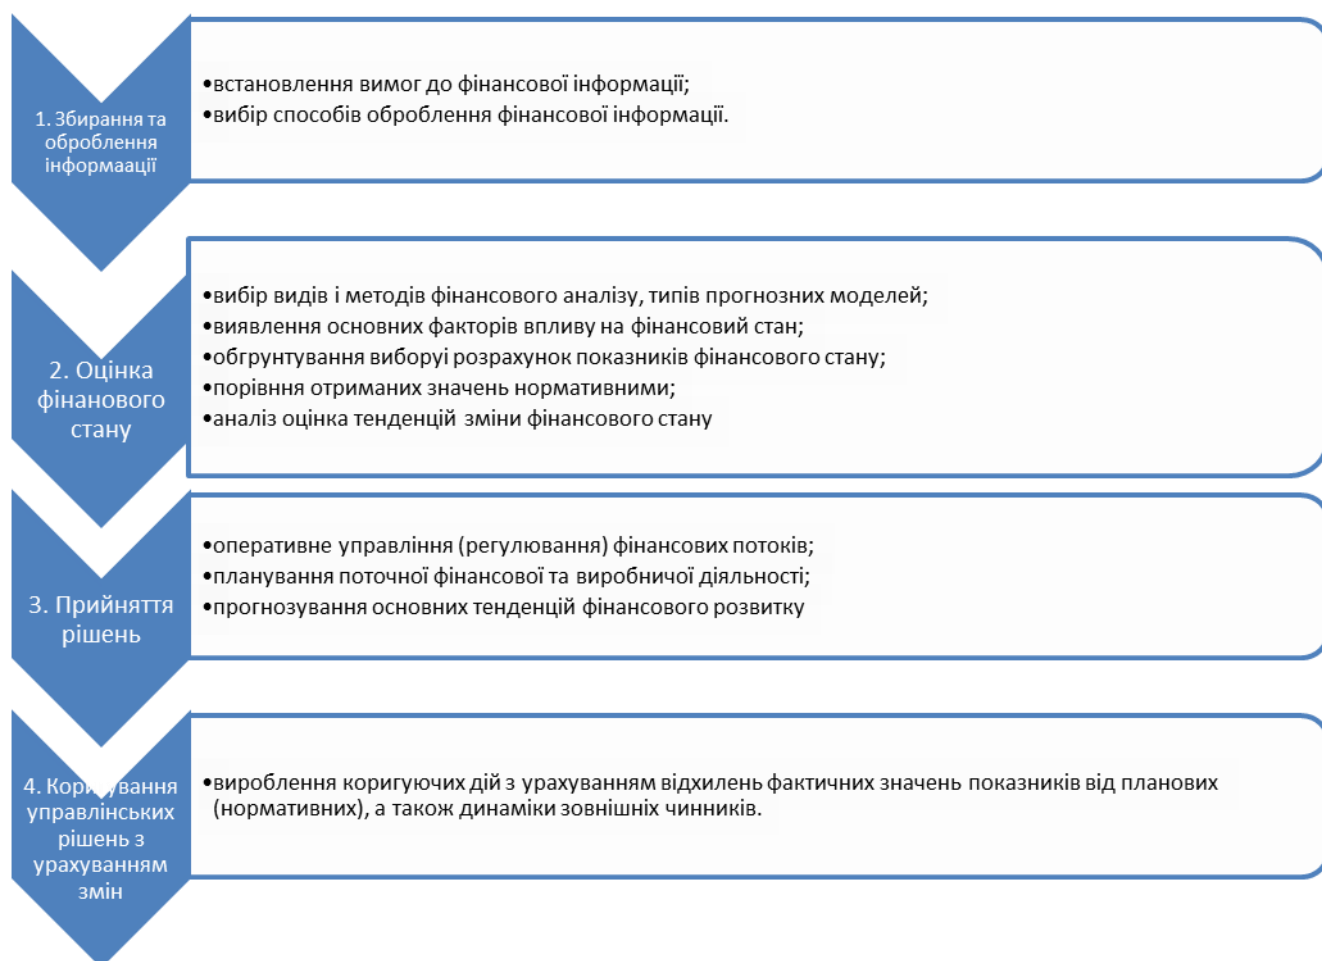 1. Збирання та
оброблення
інформаації
•встановлення вимог до фінансової інформації;
•вибір способів оброблення фінансової інформації.
2. Оцінка
фінанового
стану
•вибір видів і методів фінансового аналізу, типів прогнозних моделей;
•виявлення основних факторів впливу на фінансовий стан;
•обгрунтування виборуі розрахунок показників фінансового стану;
•порівння отриманих значень нормативними;
•аналіз оцінка тенденцій зміни фінансового стану
3. Прийняття
рішень
•оперативне управління (регулювання) фінансових потоків;
•планування поточної фінансової та виробничої діяльності;
•прогнозування основних тенденцій фінансового розвитку
4. Коригування
управлінських
рішень з
урахуванням
змін
•вироблення коригуючих дій з урахуванням відхилень фактичних значень показників від планових
(нормативних), а також динаміки зовнішніх чинників.